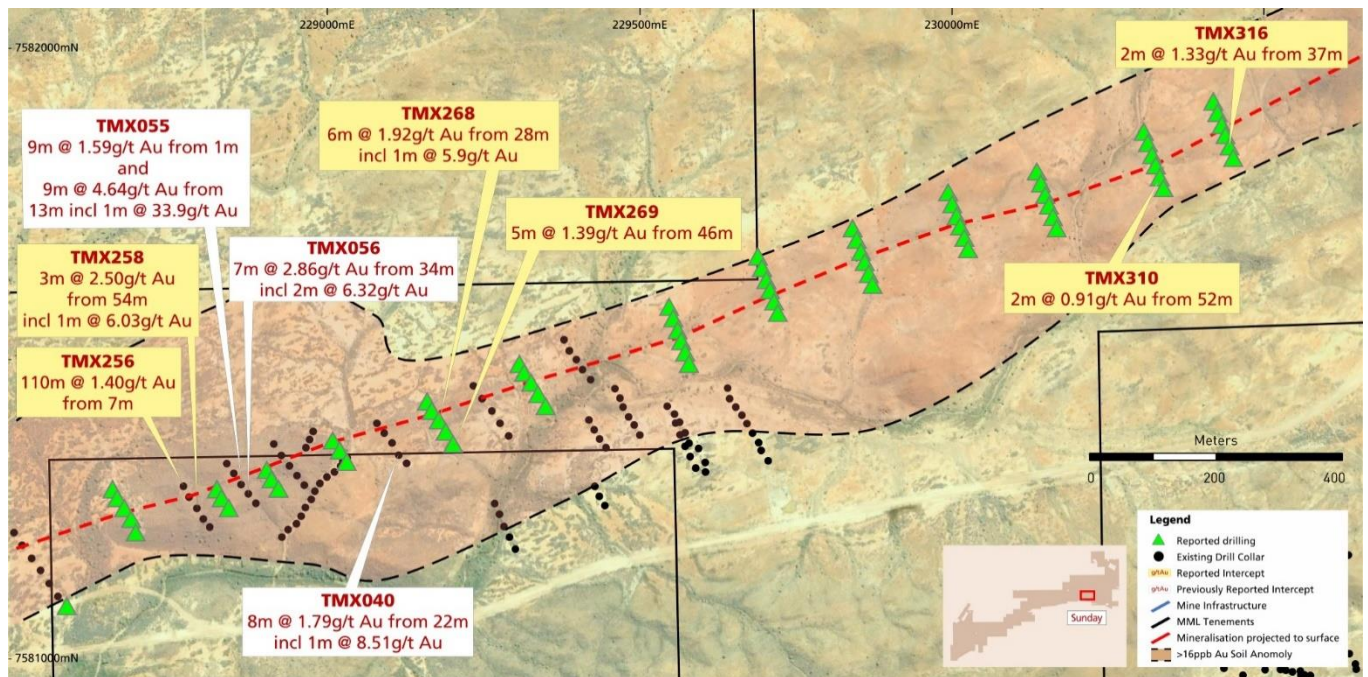 229000mE
229500mE
230000mE
7582000mN
TMX316
2m @ 1.33g/t Au from 37m
TMX055
9m @ 1.59g/t Au from 1m
and
9m @ 4.64g/t Au from
13m incl 1m @ 33.9g/t Au
TMX268
6m @ 1.92g/t Au from 28m
incl 1m @ 5.9g/t Au
TMX269
5m @ 1.39g/t Au from 46m
TMX056
7m @ 2.86g/t Au from 34m
incl 2m @ 6.32g/t Au
TMX258
3m @ 2.50g/t Au
from 54m
incl 1m @ 6.03g/t Au
TMX310
2m @ 0.91g/t Au from 52m
TMX256
110m @ 1.40g/t Au
from 7m
Meters
0 200 400
TMX040
8m @ 1.79g/t Au from 22m
incl 1m @ 8.51g/t Au
7581000mN
Sunday
Legend
Reported drilling
Existing Drill Collar
g/tAu Reported Intercept
g/tAu Previously Reported Intercept
Mine Infrastructure
MML Tenements
Mineralisation projected to surface
>16ppb Au Soil Anomoly